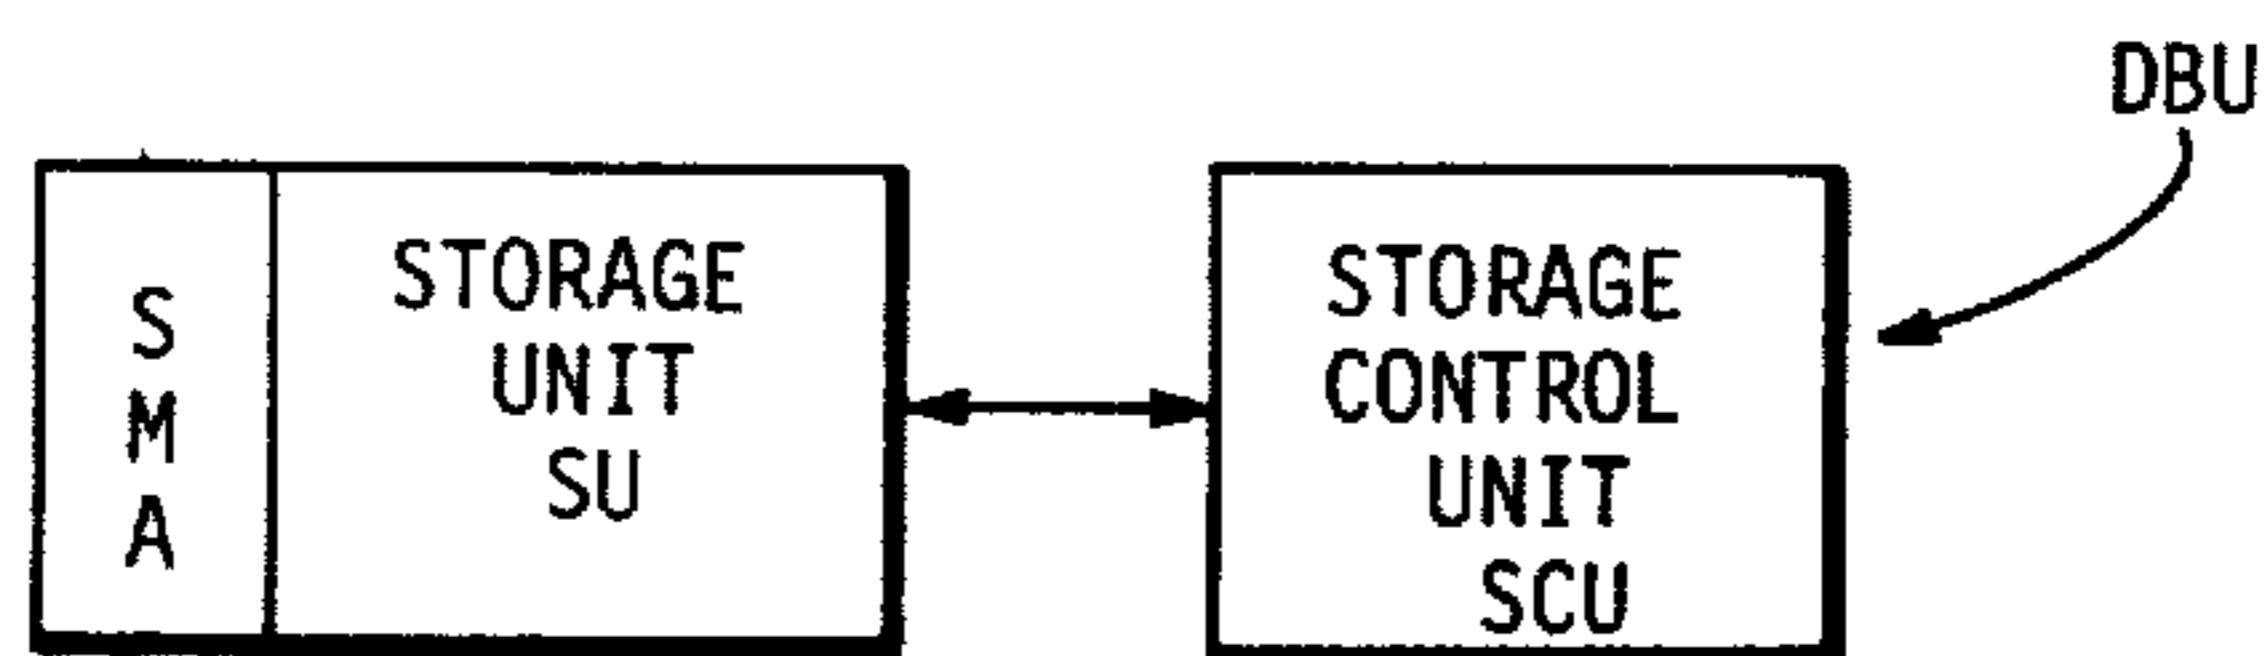 DBU
S
M
A
STORAGE
UNIT
SU
STORAGE
CONTROL
UNIT
SCU